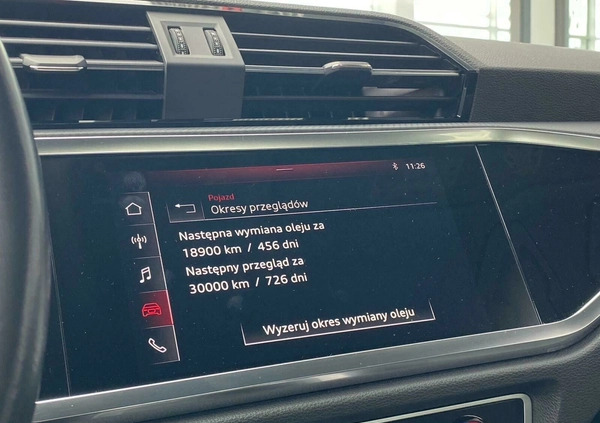 11:26
Pojazd
Okresy przeglądów
Następna wymiana oleju za
18900 km / 456 dni
Następny przegląd za
30000 km / 726 dni
Wyzeruj okres wymiany oleju